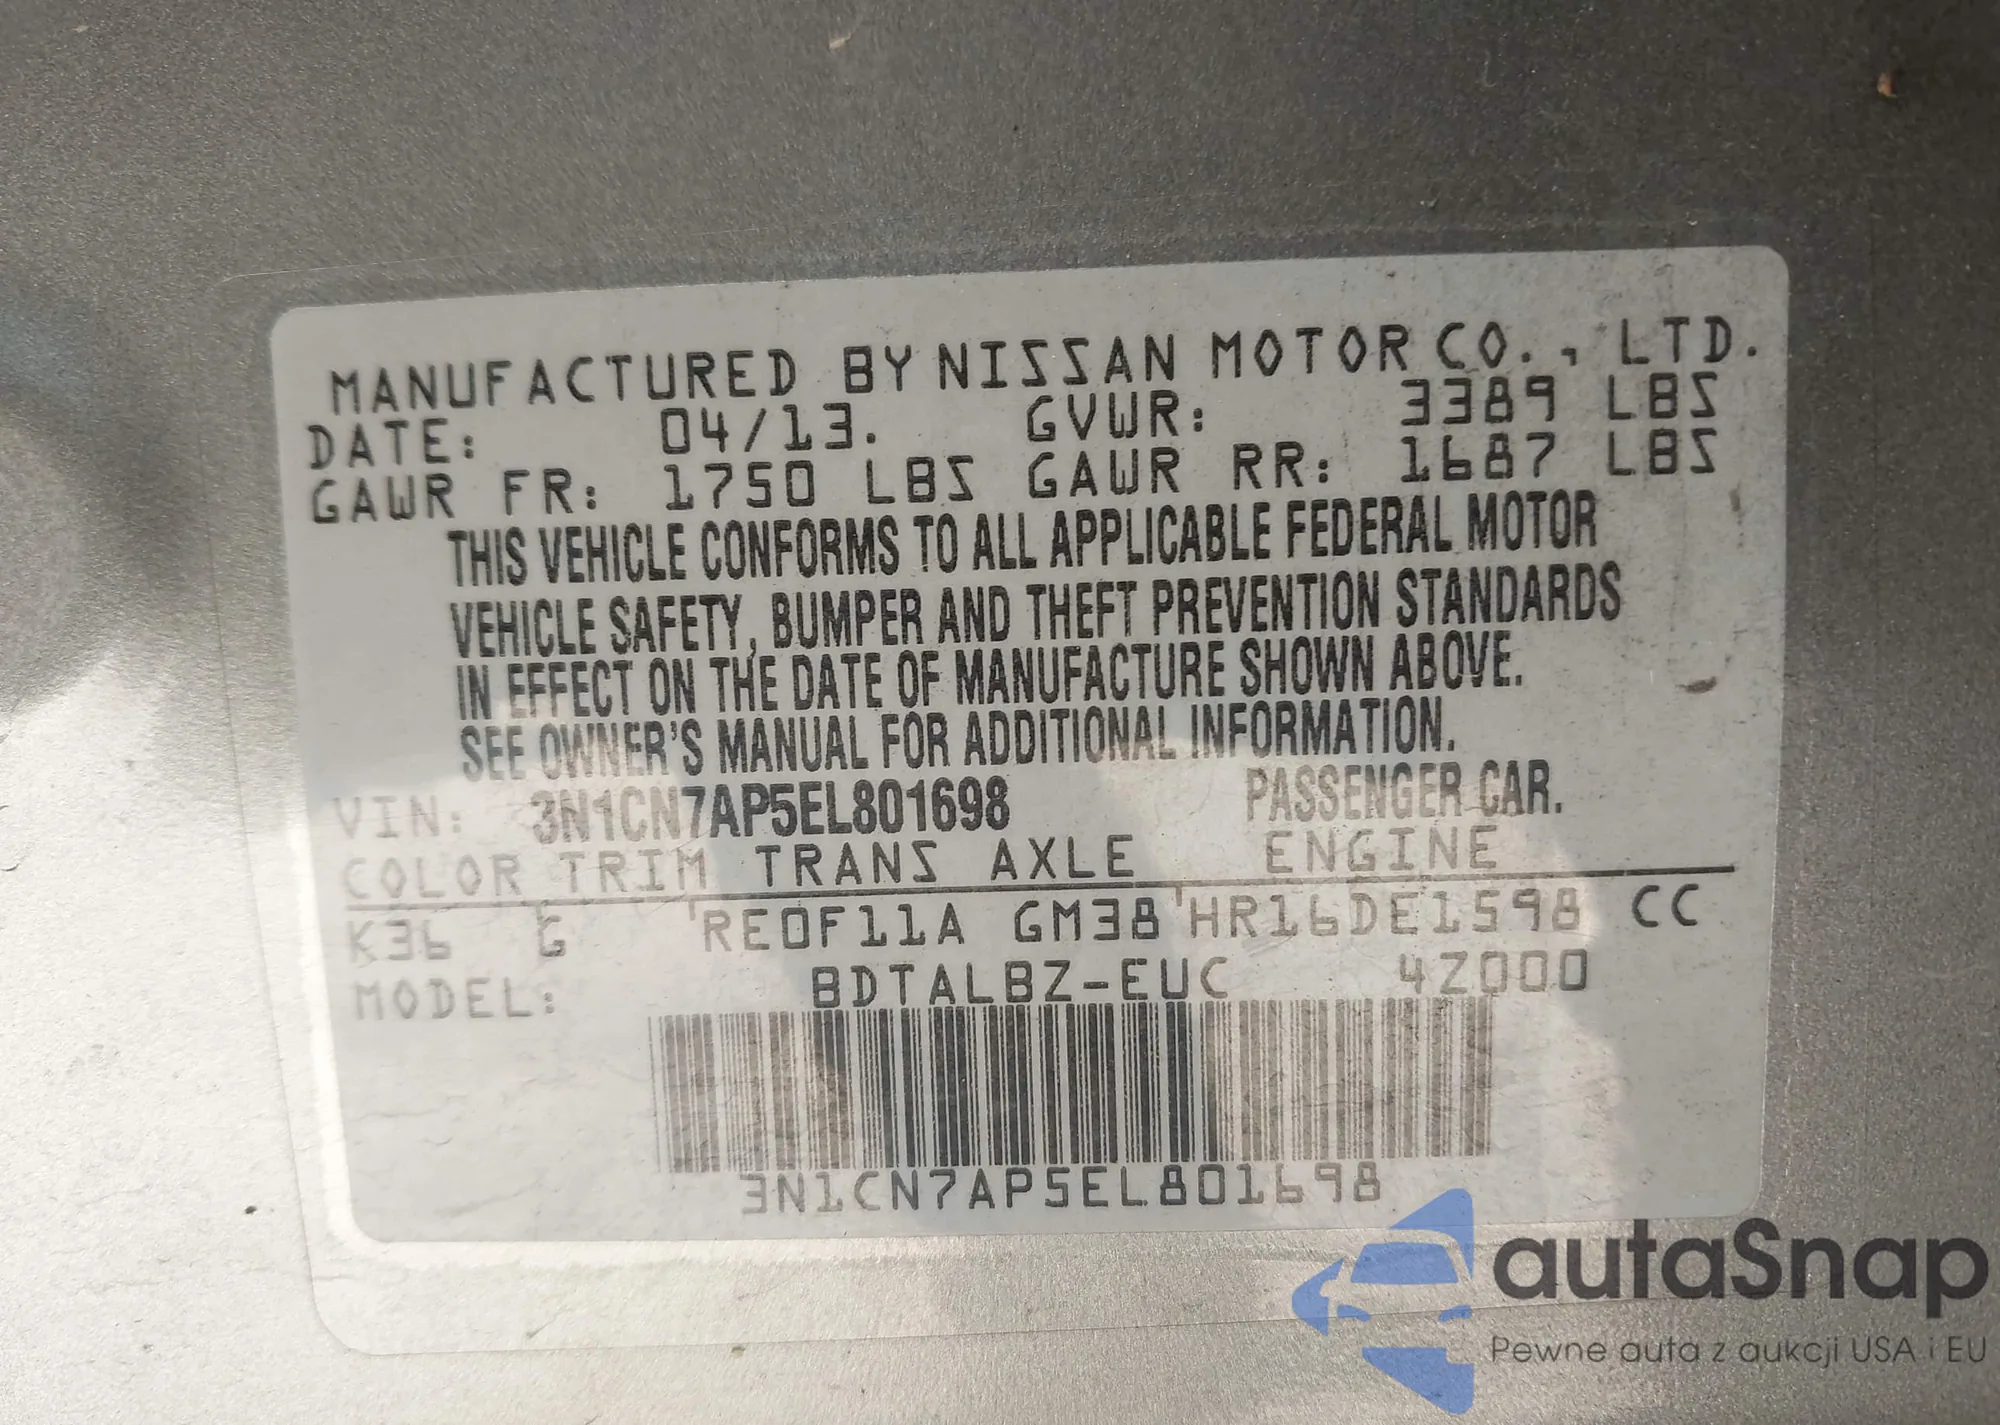 MANUFACTURED BY NISSAN MOTOR CO., LTD.
DATE: 04/13. GVWR: 3389 LBS
GAWR FR: 1750 LBS GAWR RR: 1687 LBS
THIS VEHICLE CONFORMS TO ALL APPLICABLE FEDERAL MOTOR
VEHICLE SAFETY, BUMPER AND THEFT PREVENTION STANDARDS
IN EFFECT ON THE DATE OF MANUFACTURE SHOWN ABOVE.
SEE OWNER'S MANUAL FOR ADDITIONAL INFORMATION.
VIN: 3N1CN7AP5EL801698 PASSENGER CAR.
COLOR TRIM TRANS AXLE ENGINE
K36 G 'RE0F11A GM38'HR16DE1598 CC
MODEL: BDTALBZ-EUC 4Z000
3N1CN7AP5EL801698
autaSnap
Pewne auta z aukcji USA i EU